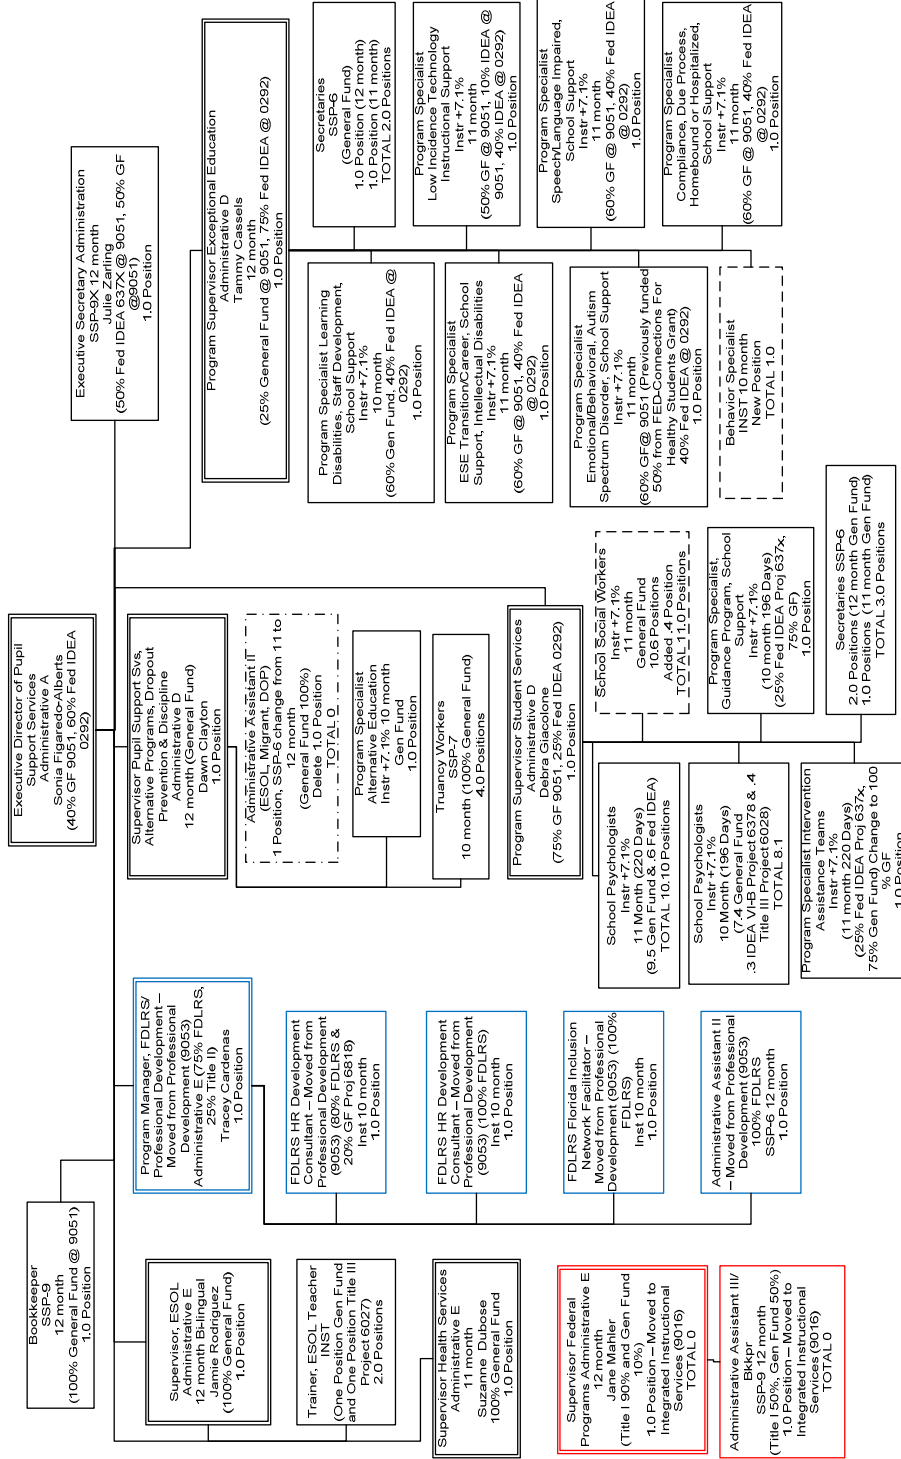 Executive Director of Pupil
Support Services
Administrative A
Sonia Figaredo-Alberts
(40% GF 9051, 60% Fed IDEA
0292)
Bookkeeper
SSP-9
12 month
(100% General Fund @ 9051)
1.0 Position
Executive Secretary Administration
SSP-9X 12 month
Julie Zarling
(50% Fed IDEA 637X @ 9051, 50% GF
@9051)
1.0 Position
Supervisor, ESOL
Administrative E
12 month Bi-lingual
Jamie Rodriguez
(100% General Fund)
1.0 Position
Trainer, ESOL Teacher
INST
(One Position Gen Fund
and One Position Title III
Project 6027)
2.0 Positions
Supervisor Health Services
Administrative E
11 month
Suzanne Dubose
100% General Fund
1.0 Position
Supervisor Federal
Programs Administrative E
12 month
Jane Mahler
(Title I 90% and Gen Fund
10%)
1.0 Position – Moved to
Integrated Instructional
Services (9016)
TOTAL 0
Administrative Assistant III/
Bkkpr
SSP-9 12 month
(Title I 50%, Gen Fund 50%)
1.0 Position – Moved to
Integrated Instructional
Services (9016)
TOTAL 0
Program Manager, FDLRS/
Professional Development –
Moved from Professional
Development (9053)
Administrative E (75% FDLRS,
25% Title II)
Tracey Cardenas
1.0 Position
FDLRS HR Development
Consultant – Moved from
Professional Development
(9053) (80% FDLRS &
20% GF Proj 6818)
Inst 10 month
1.0 Position
FDLRS HR Development
Consultant – Moved from
Professional Development
(9053) (100% FDLRS)
Inst 10 month
1.0 Position
FDLRS Florida Inclusion
Network Facilitator –
Moved from Professional
Development (9053) (100%
FDLRS)
Inst 10 month
1.0 Position
Administrative Assistant II
– Moved from Professional
Development (9053)
100% FDLRS
SSP-6 12 month
1.0 Position
Supervisor Pupil Support Svs,
Alternative Programs, Dropout
Prevention & Discipline
Administrative D
12 month (General Fund)
Dawn Clayton
1.0 Position
Administrative Assistant II
(ESOL, Migrant, DOP)
1 Position, SSP-6 change from 11 to
12 month
(General Fund 100%)
Delete 1.0 Position
TOTAL 0
Program Specialist
Alternative Education
Instr +7.1% 10 month
Gen Fund
1.0 Position
Truancy Workers
SSP-7
10 month (100% General Fund)
4.0 Positions
Program Supervisor Student Services
Administrative D
Debra Giacolone
(75% GF 9051, 25% Fed IDEA 0292)
1.0 Position
School Psychologists
Instr +7.1%
11 Month (220 Days)
(9.5 Gen Fund & .6 Fed IDEA)
TOTAL 10.10 Positions
School Psychologists
Instr +7.1%
10 Month (196 Days)
(7.4 General Fund
.3 IDEA VI-B Project 6378 & .4
Title III Project 6028)
TOTAL 8.1
Program Specialist Intervention
Assistance Teams
Instr +7.1%
(11 month 220 Days)
(25% Fed IDEA Proj 637x,
75% Gen Fund) Change to 100
% GF
1.0 Position
School Social Workers
Instr +7.1%
11 month
General Fund
10.6 Positions
Added .4 Position
TOTAL 11.0 Positions
Program Specialist,
Guidance Program, School
Support
Instr +7.1%
(10 month 196 Days)
(25% Fed IDEA Proj 637,
75% GF)
1.0 Position
Secretaries SSP-6
2.0 Positions (12 month Gen Fund)
1.0 Positions (11 month Gen Fund)
TOTAL 3.0 Positions
Program Supervisor Exceptional Education
Administrative D
Tammy Cassels
12 month
(25% General Fund @ 9051, 75% Fed IDEA @ 0292)
1.0 Position
Program Specialist Learning
Disabilities, Staff Development,
School Support
Instr +7.1%
10 month
(60% Gen Fund, 40% Fed IDEA @
0292)
1.0 Position
Program Specialist
ESE Transition/Career, School
Support, Intellectual Disabilities
Instr +7.1%
11 month
(60% GF @ 9051, 40% Fed IDEA
@ 0292)
1.0 Position
Program Specialist
Emotional/Behavioral, Autism
Spectrum Disorder, School Support
Instr +7.1%
11 month
(60% GF@ 9051 (Previously funded
50% from FED-Connections For
Healthy Students Grant)
40% Fed IDEA @ 0292)
1.0 Position
Behavior Specialist
INST 10 month
New Position
TOTAL 1.0
Secretaries
SSP-6
(General Fund)
1.0 Position (12 month)
1.0 Position (11 month)
TOTAL 2.0 Positions
Program Specialist
Low Incidence Technology
Instructional Support
Instr +7.1%
11 month
(50% GF @ 9051, 10% IDEA @
9051, 40% IDEA @ 0292)
1.0 Position
Program Specialist
Speech/Language Impaired,
School Support
Instr +7.1%
11 month
(60% GF @ 9051, 40% Fed IDEA
@ 0292)
1.0 Position
Program Specialist
Compliance, Due Process,
Homebound or Hospitalized,
School Support
Instr +7.1%
11 month
(60% GF @ 9051, 40% Fed IDEA
@ 0292)
1.0 Position